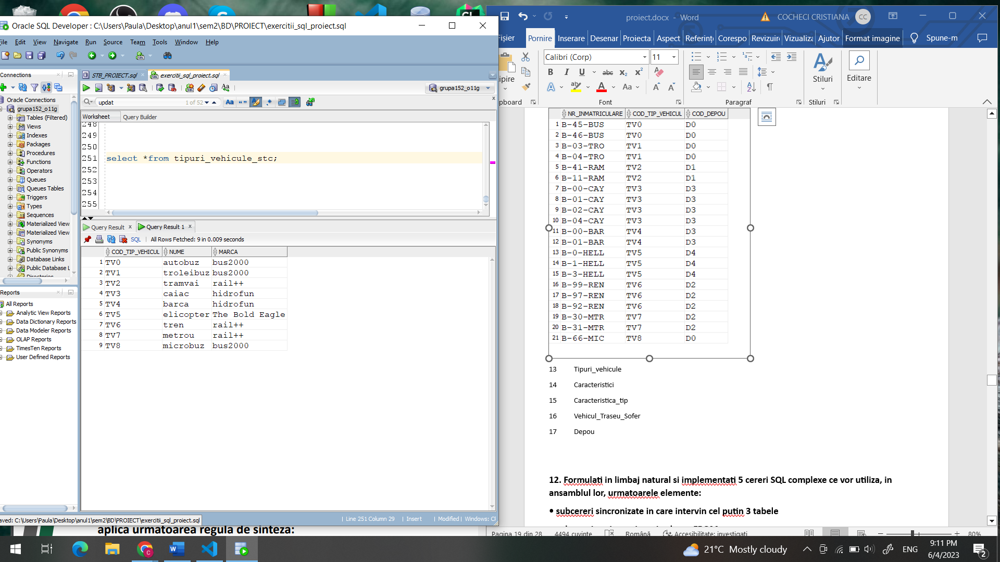 Oracle SQL Developer : C:\Users\Paula\Desktop\anul1\sem2\BD\PROIECT\exercitii_sql_proiect.sql
File Edit View Navigate Run Source Team Tools Window Help
Connections
Oracle Connections
grupa152_o11g
Tables (Filtered)
Views
Indexes
Packages
Procedures
Functions
Operators
Queues
Queues Tables
Triggers
Types
Sequences
Materialized View
Materialized View
Synonyms
Public Synonyms
Database Links
Public Database L
Directories
Reports
All Reports
Analytic View Reports
Data Dictionary Reports
Data Modeler Reports
OLAP Reports
TimesTen Reports
User Defined Reports
STB_PROIECT.sql exercitii_sql_proiect.sql
grupa152_o11g
updat 1 of 52
Worksheet Query Builder
248
249
250
251 select *from tipuri_vehicule_stc;
252
253
254
255
Query Result x Query Result 1 x
SQL | All Rows Fetched: 9 in 0.009 seconds
COD_TIP_VEHICUL NUME MARCA
1 TV0 autobuz bus2000
2 TV1 troleibuz bus2000
3 TV2 tramvai rail++
4 TV3 caiac hidrofun
5 TV4 barca hidrofun
6 TV5 elicopter The Bold Eagle
7 TV6 tren rail++
8 TV7 metrou rail++
9 TV8 microbuz bus2000
aved: C:\Users\Paula\Desktop\anul1\sem2\BD\PROIECT\exercitii_sql_proiect.sql
| Line 251 Column 29 | Insert | Modified | Windows: CF
aplica urmatoarea regula de sinteza:
proiect.docx - Word COCHECI CRISTIANA CC
Fișier Pornire Inserare Desenar Proiecta Aspect Referinț Corespo Revizuir Vizualiza Ajutor Format imagine Spune-m
Calibri (Corp) 11
Lipire
Stiluri
Editare
pboard Font Paragraf Stiluri
NR_INMATRICULARE COD_TIP_VEHICUL COD_DEPOU
1 B-45-BUS TV0 D0
2 B-46-BUS TV0 D0
3 B-03-TRO TV1 D0
4 B-04-TRO TV1 D0
5 B-41-RAM TV2 D1
6 B-11-RAM TV2 D1
7 B-00-CAY TV3 D3
8 B-01-CAY TV3 D3
9 B-02-CAY TV3 D3
10 B-04-CAY TV3 D3
11 B-00-BAR TV4 D3
12 B-01-BAR TV4 D3
13 B-0-HELL TV5 D4
14 B-1-HELL TV5 D4
15 B-3-HELL TV5 D4
16 B-99-REN TV6 D2
17 B-97-REN TV6 D2
18 B-92-REN TV6 D2
19 B-30-MTR TV7 D2
20 B-31-MTR TV7 D2
21 B-66-MIC TV8 D0
13 Tipuri_vehicule
14 Caracteristici
15 Caracteristica_tip
16 Vehicul_Traseu_Sofer
17 Depou
12. Formulati in limbaj natural si implementati 5 cereri SQL complexe ce vor utiliza, in
ansamblul lor, urmatoarele elemente:
• subcereri sincronizate in care intervin cel putin 3 tabele
Pagina 19 din 28 4494 cuvinte Română Accesibilitate: investigați 80%
21°C Mostly cloudy ENG
9:11 PM
6/4/2023
2